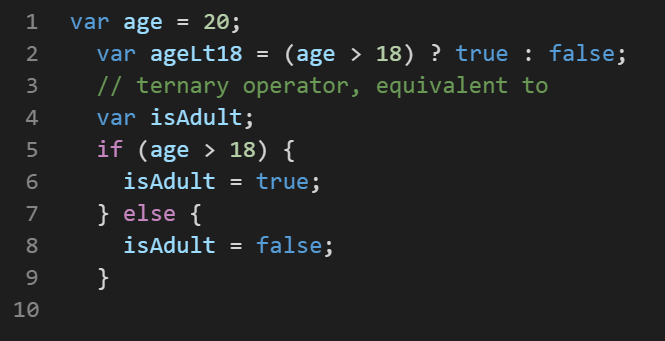 1 var age = 20;
2 var ageLt18 = (age > 18) ? true : false;
3 // ternary operator, equivalent to
4 var isAdult;
5 if (age > 18) {
6 isAdult = true;
7 } else {
8 isAdult = false;
9 }
10